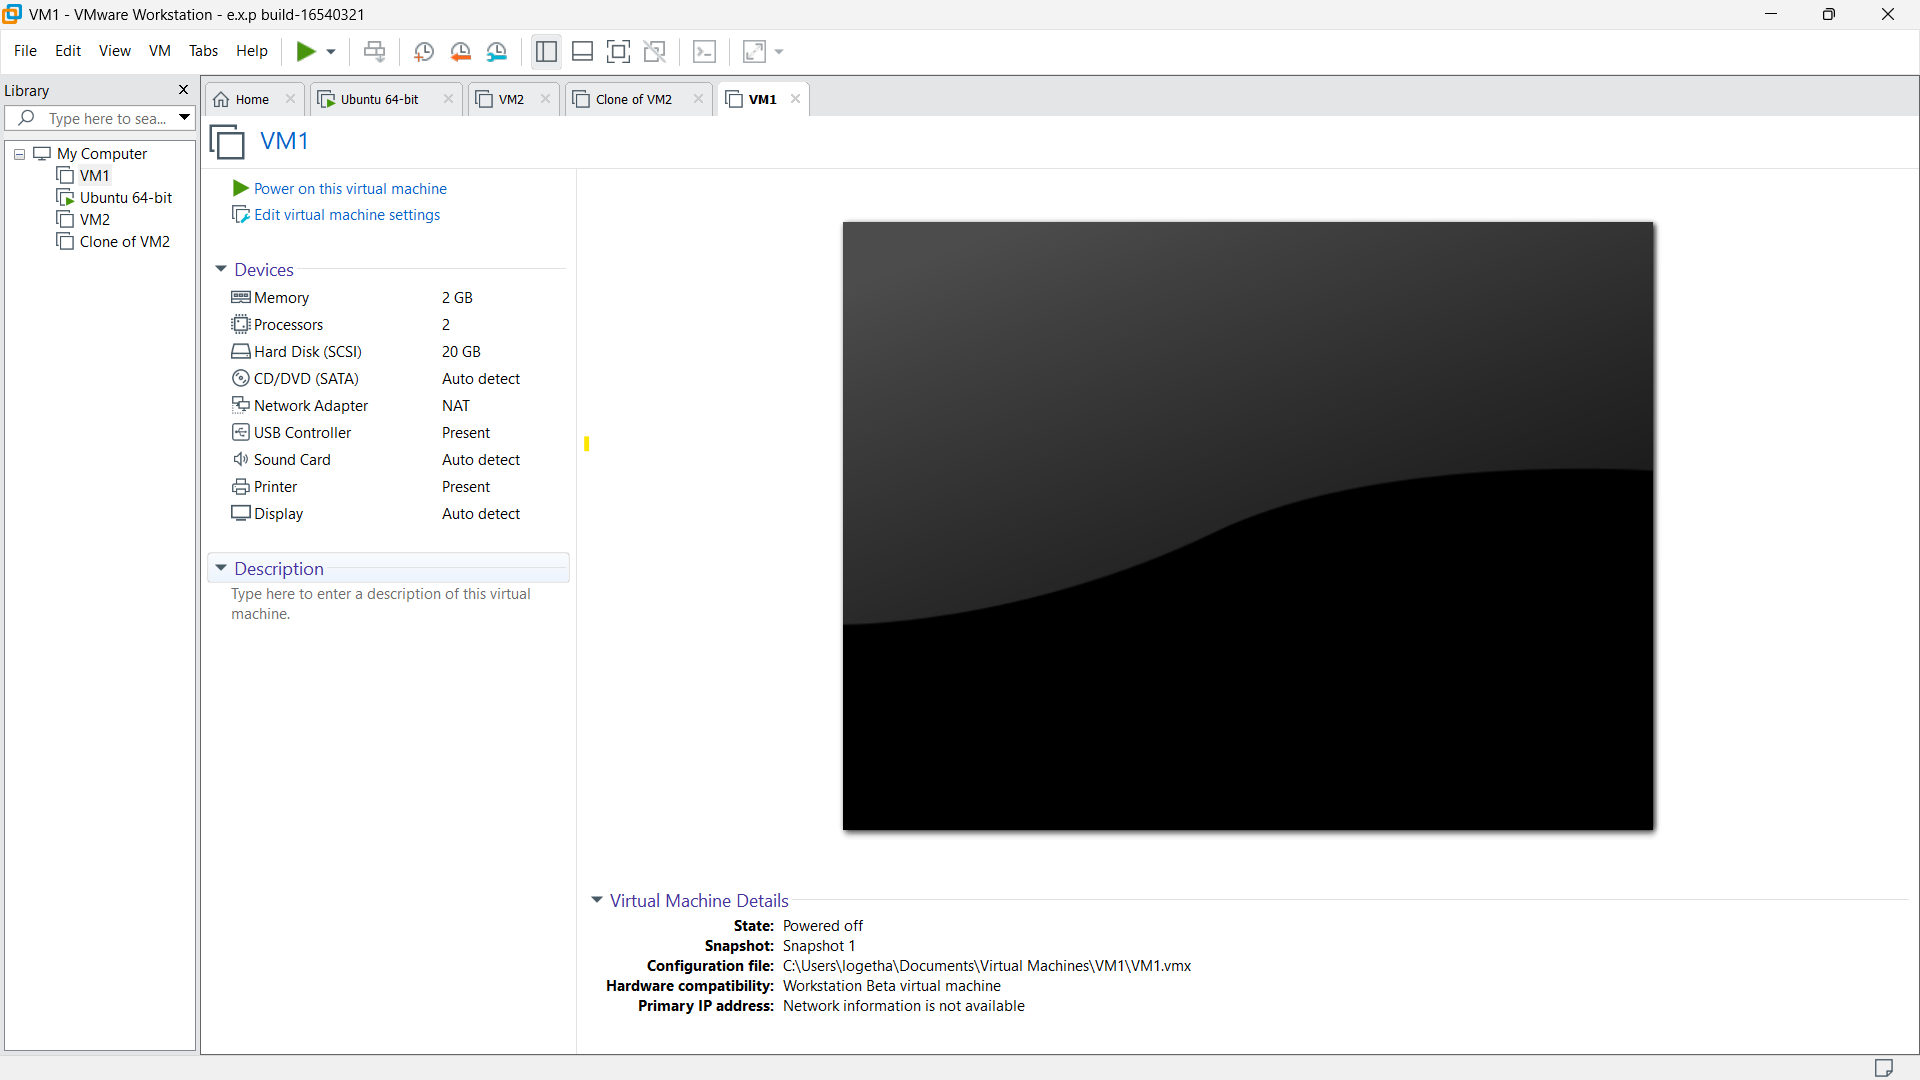 VM1 - VMware Workstation - e.x.p build-16540321
File Edit View VM Tabs Help
Library
Type here to sea...
My Computer
VM1
Ubuntu 64-bit
VM2
Clone of VM2
Home Ubuntu 64-bit VM2 Clone of VM2 VM1
VM1
Power on this virtual machine
Edit virtual machine settings
Devices
Memory 2 GB
Processors 2
Hard Disk (SCSI) 20 GB
CD/DVD (SATA) Auto detect
Network Adapter NAT
USB Controller Present
Sound Card Auto detect
Printer Present
Display Auto detect
Description
Type here to enter a description of this virtual
machine.
Virtual Machine Details
State: Powered off
Snapshot: Snapshot 1
Configuration file: C:\Users\logetha\Documents\Virtual Machines\VM1\VM1.vmx
Hardware compatibility: Workstation Beta virtual machine
Primary IP address: Network information is not available